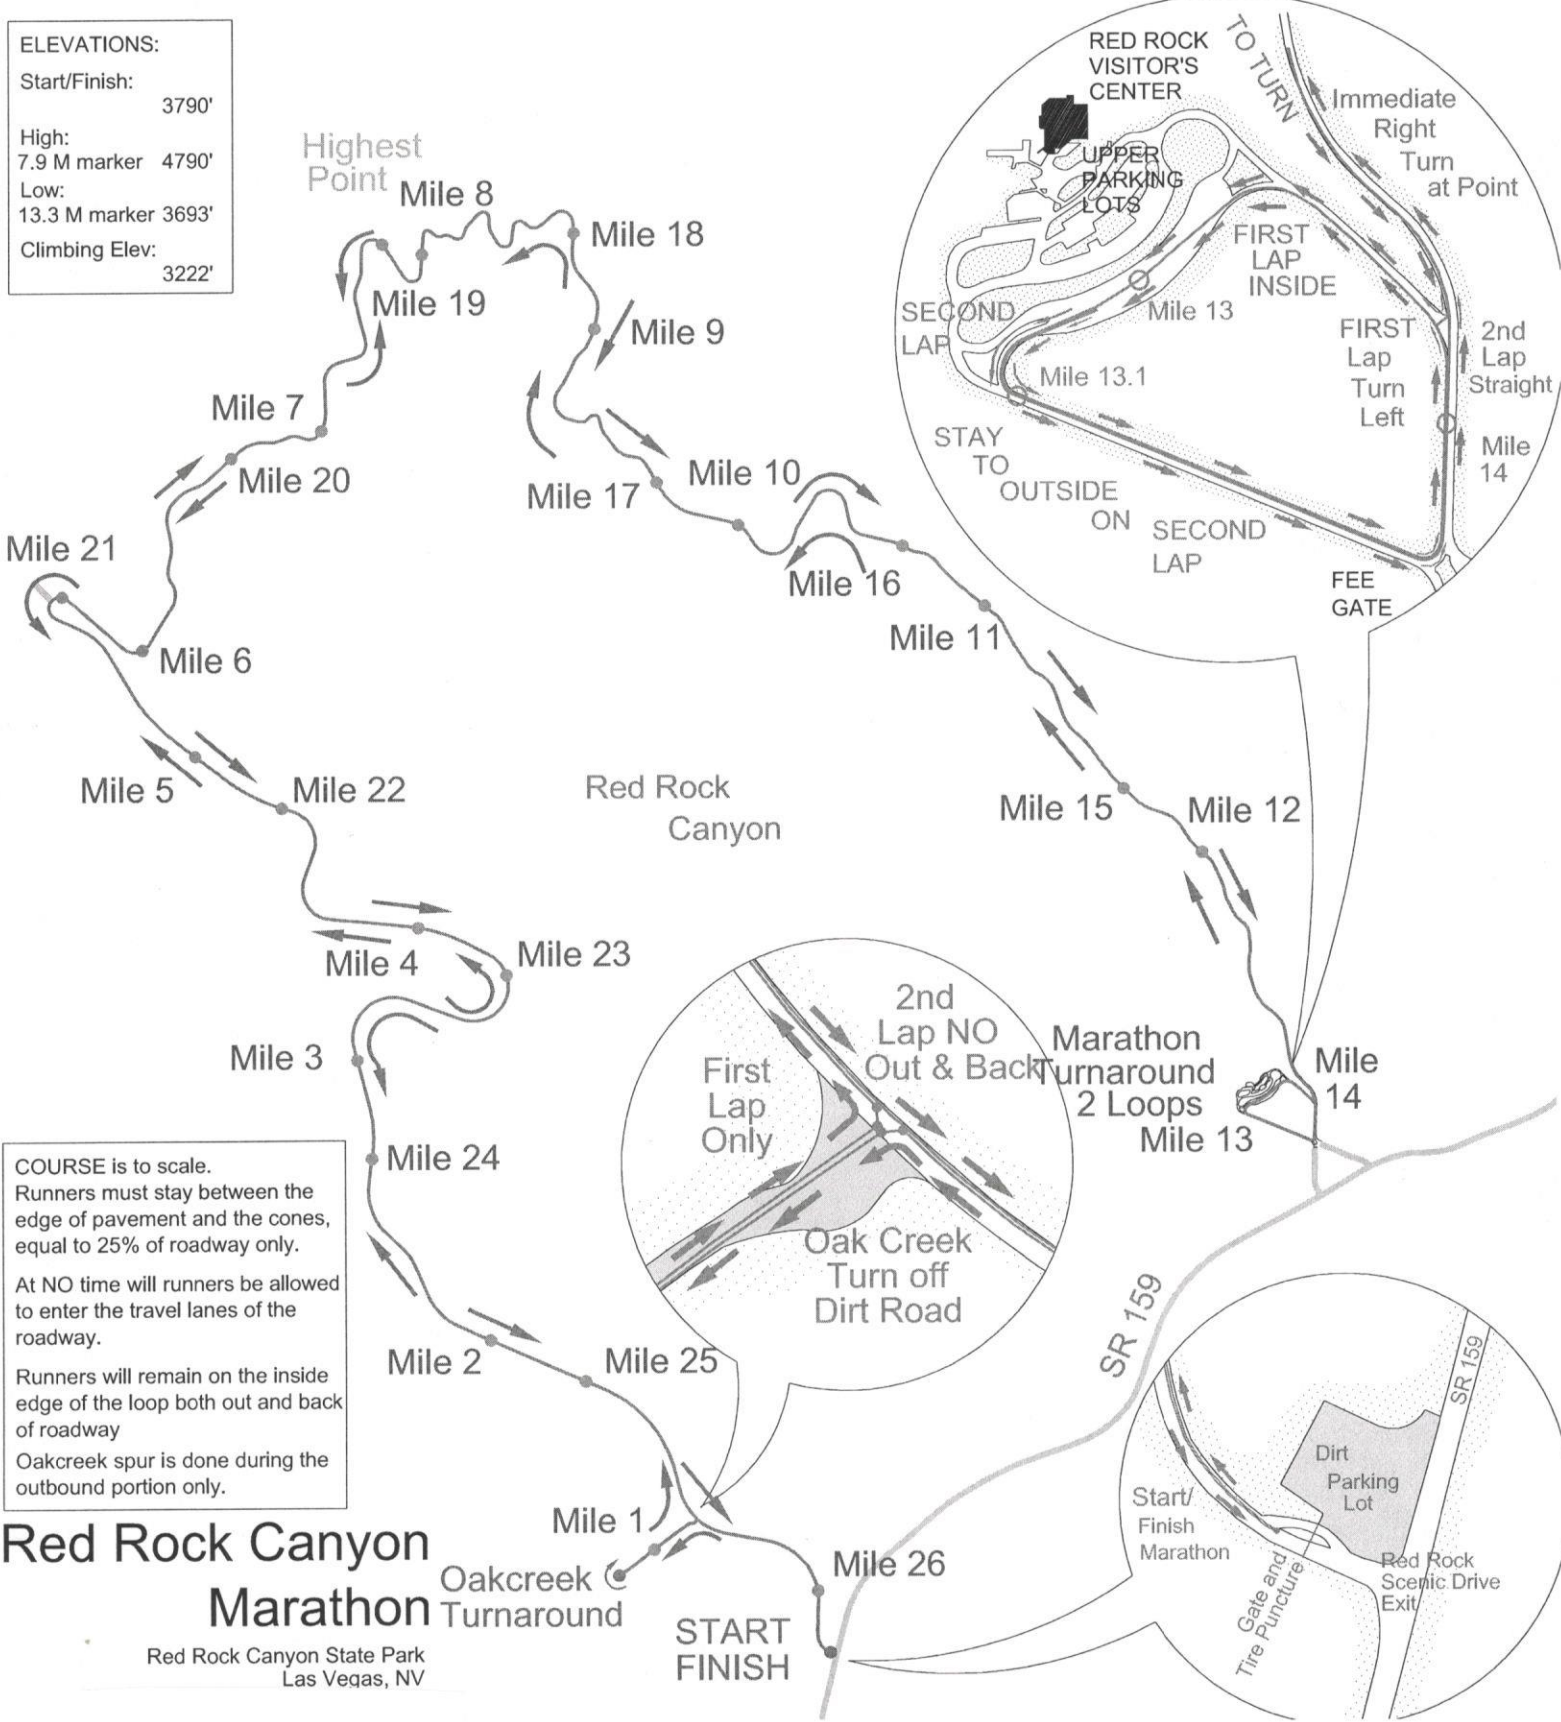 ELEVATIONS:
Start/Finish:
3790'
High:
7.9 M marker 4790'
Low:
13.3 M marker 3693'
Climbing Elev:
3222'
Highest
Point
Mile 8
Mile 18
Mile 19
Mile 9
Mile 7
Mile 20
Mile 10
Mile 17
Mile 21
Mile 16
Mile 6
Mile 11
Mile 5
Mile 22
Red Rock
Canyon
Mile 15
Mile 12
Mile 4
Mile 23
Mile 3
Marathon
Turnaround
2 Loops
Mile 13
Mile
14
Mile 24
Mile 2
Mile 25
Mile 1
Oakcreek
Turnaround
Mile 26
START
FINISH
SR 159
RED ROCK
VISITOR'S
CENTER
UPPER
PARKING
LOTS
TO TURN
Immediate
Right
Turn
at Point
FIRST
LAP
INSIDE
SECOND
LAP
Mile 13
Mile 13.1
FIRST
Lap
Turn
Left
2nd
Lap
Straight
Mile
14
STAY
TO
OUTSIDE
ON
SECOND
LAP
FEE
GATE
2nd
Lap NO
Out & Back
First
Lap
Only
Oak Creek
Turn off
Dirt Road
SR 159
Dirt
Parking
Lot
Start/
Finish
Marathon
Gate and
Tire Puncture
Red Rock
Scenic Drive
Exit
COURSE is to scale.
Runners must stay between the
edge of pavement and the cones,
equal to 25% of roadway only.
At NO time will runners be allowed
to enter the travel lanes of the
roadway.
Runners will remain on the inside
edge of the loop both out and back
of roadway
Oakcreek spur is done during the
outbound portion only.
Red Rock Canyon
Marathon
Red Rock Canyon State Park
Las Vegas, NV